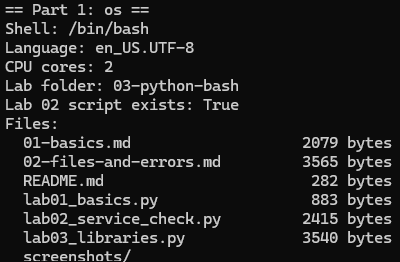 == Part 1: os ==
Shell: /bin/bash
Language: en_US.UTF-8
CPU cores: 2
Lab folder: 03-python-bash
Lab 02 script exists: True
Files:
  01-basics.md                  2079 bytes
  02-files-and-errors.md        3565 bytes
  README.md                      282 bytes
  lab01_basics.py                883 bytes
  lab02_service_check.py        2415 bytes
  lab03_libraries.py            3540 bytes
  screenshots/